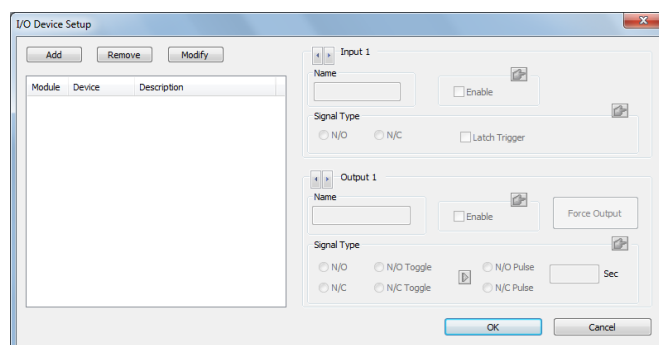 I/O Device Setup
Add Remove Modify
Module Device Description
Input 1
Name
Enable
Signal Type
N/O N/C Latch Trigger
Output 1
Name
Enable Force Output
Signal Type
N/O N/O Toggle N/O Pulse Sec
N/C N/C Toggle N/C Pulse
OK Cancel